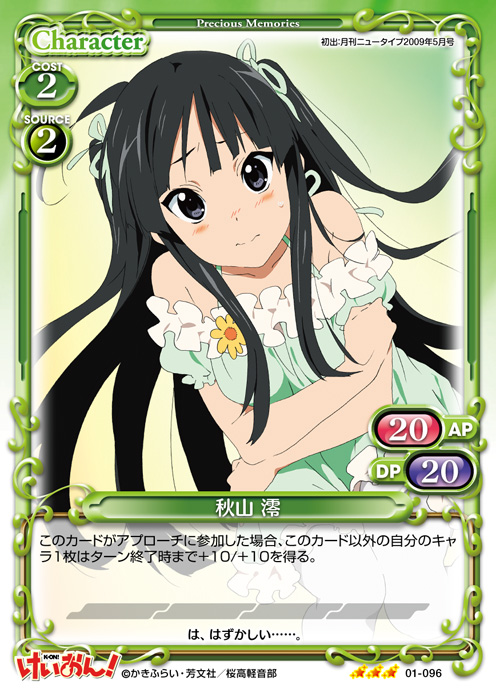 Precious Memories
Character
初出:月刊ニュータイプ2009年5月号
COST
2
SOURCE
2
20 AP
DP 20
秋山 澪
このカードがアプローチに参加した場合、このカード以外の自分のキャ
ラ1枚はターン終了時まで+10/+10を得る。
は、はずかしい……。
K-ON!
けいおん!
©かきふらい・芳文社/桜高軽音部
01-096